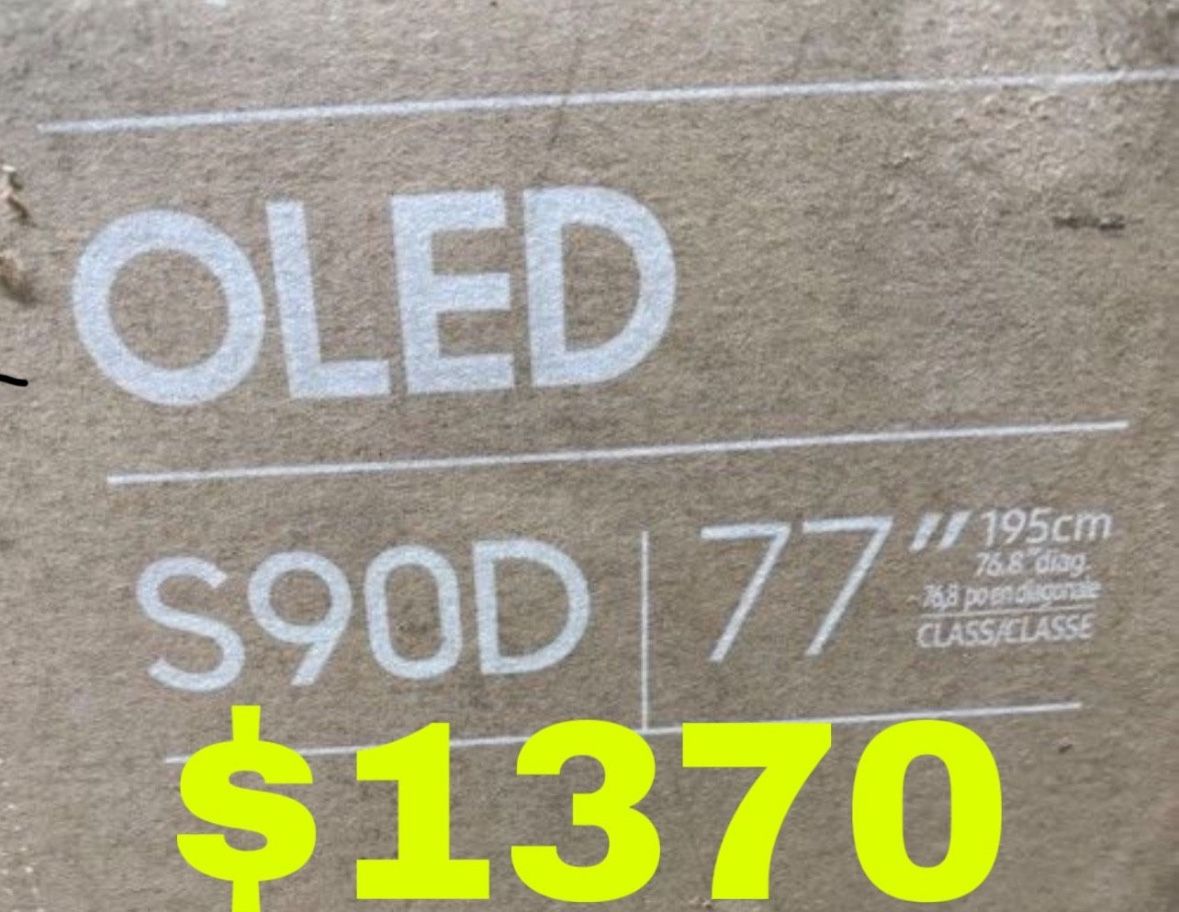 OLED
S90D
77" 195cm
76.8"diag.
76,8 po en diagonale
CLASS/CLASSE
$1370